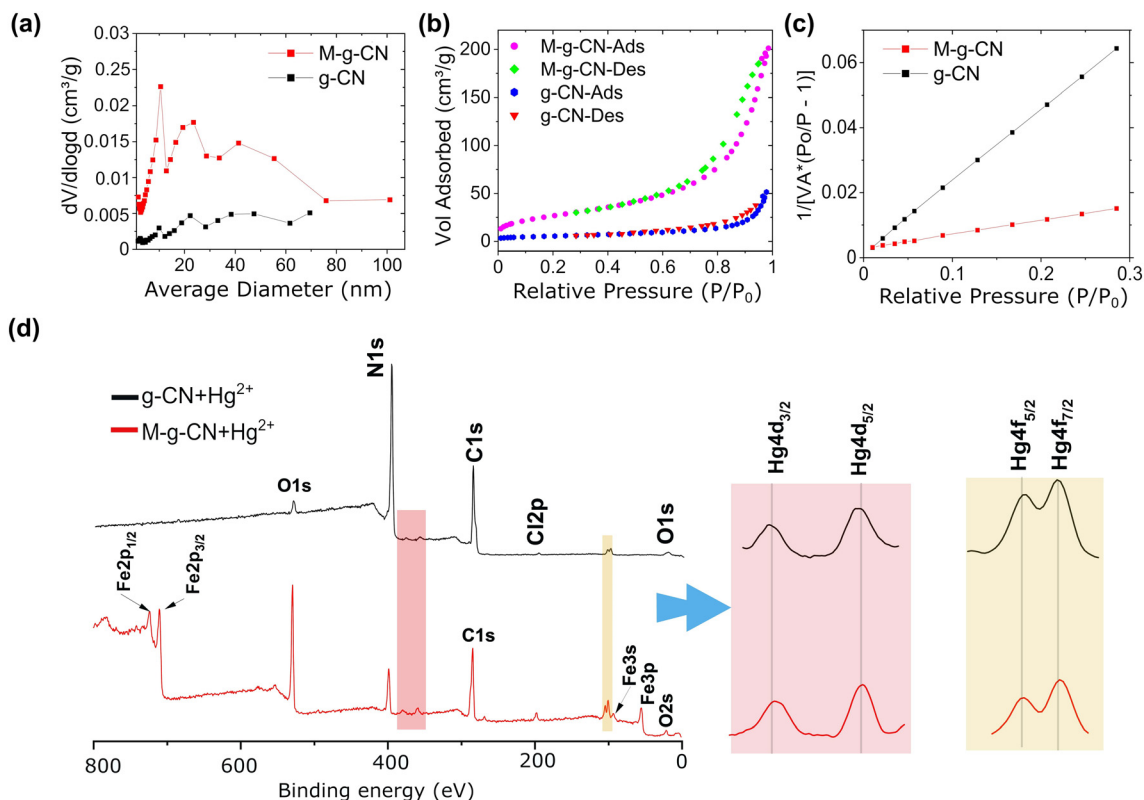 (a)
dV/dlogd (cm³/g)
0.03
0.025
0.02
0.015
0.01
0.005
0
M-g-CN
g-CN
20
40
60
80
100
Average Diameter (nm)
(b)
Vol Adsorbed (cm³/g)
200
150
100
50
0
M-g-CN-Ads
M-g-CN-Des
g-CN-Ads
g-CN-Des
0
0.2
0.4
0.6
0.8
1
Relative Pressure (P/P₀)
(c)
1/[VA*(Po/P - 1)]
0.06
0.04
0.02
0
M-g-CN
g-CN
0
0.1
0.2
0.3
Relative Pressure (P/P₀)
(d)
g-CN+Hg²⁺
M-g-CN+Hg²⁺
O1s
N1s
C1s
Cl2p
O1s
Fe2p₁/₂
Fe2p₃/₂
C1s
Fe3s
Fe3p
O2s
800
600
400
200
0
Binding energy (eV)
Hg4d₃/₂
Hg4d₅/₂
Hg4f₅/₂
Hg4f₇/₂